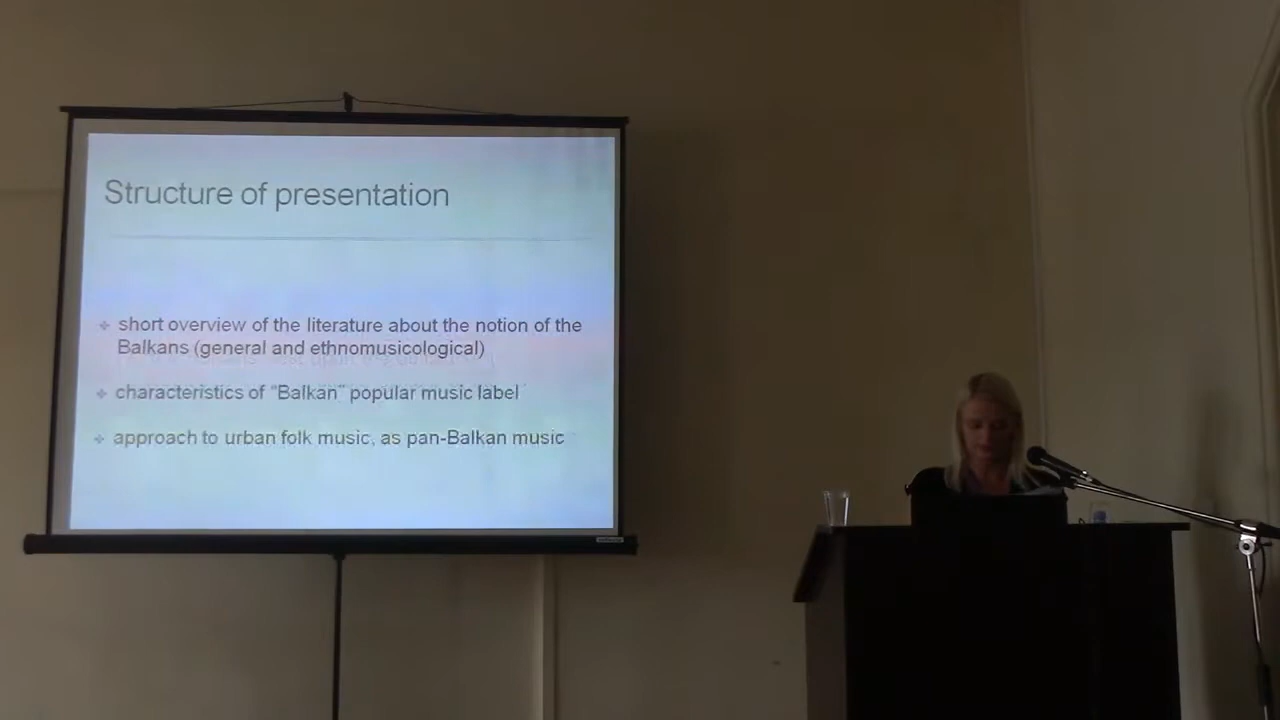 Structure of presentation
short overview of the literature about the notion of the
Balkans (general and ethnomusicological)
characteristics of “Balkan” popular music label
approach to urban folk music, as pan-Balkan music